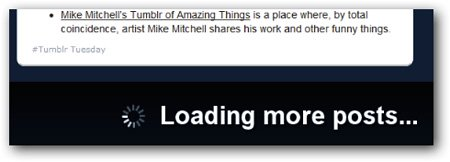 • Mike Mitchell's Tumblr of Amazing Things is a place where, by total
coincidence, artist Mike Mitchell shares his work and other funny things.
#Tumblr Tuesday
Loading more posts...